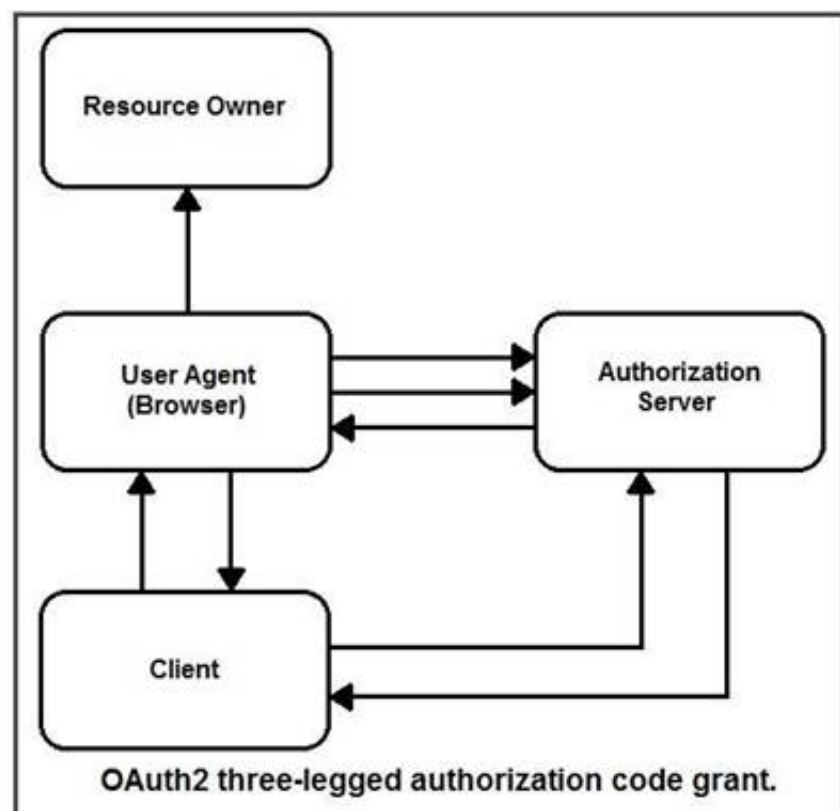 Resource Owner
User Agent
(Browser)
Authorization
Server
Client
OAuth2 three-legged authorization code grant.